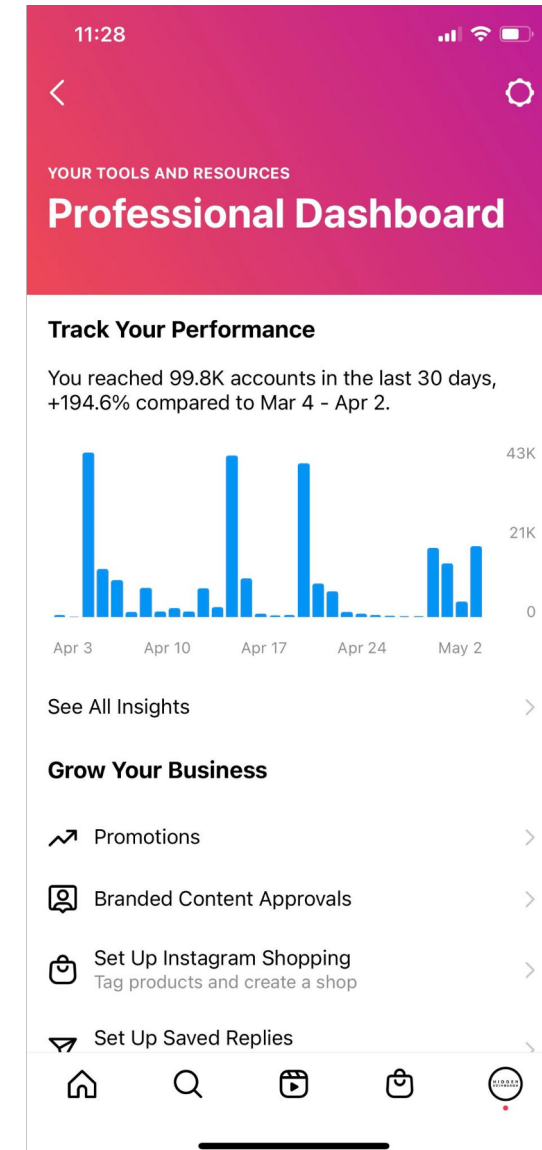 11:28
YOUR TOOLS AND RESOURCES
Professional Dashboard
Track Your Performance
You reached 99.8K accounts in the last 30 days,
+194.6% compared to Mar 4 - Apr 2.
43K
21K
0
Apr 3 Apr 10 Apr 17 Apr 24 May 2
See All Insights
Grow Your Business
Promotions
Branded Content Approvals
Set Up Instagram Shopping
Tag products and create a shop
Set Up Saved Replies
HIDDEN